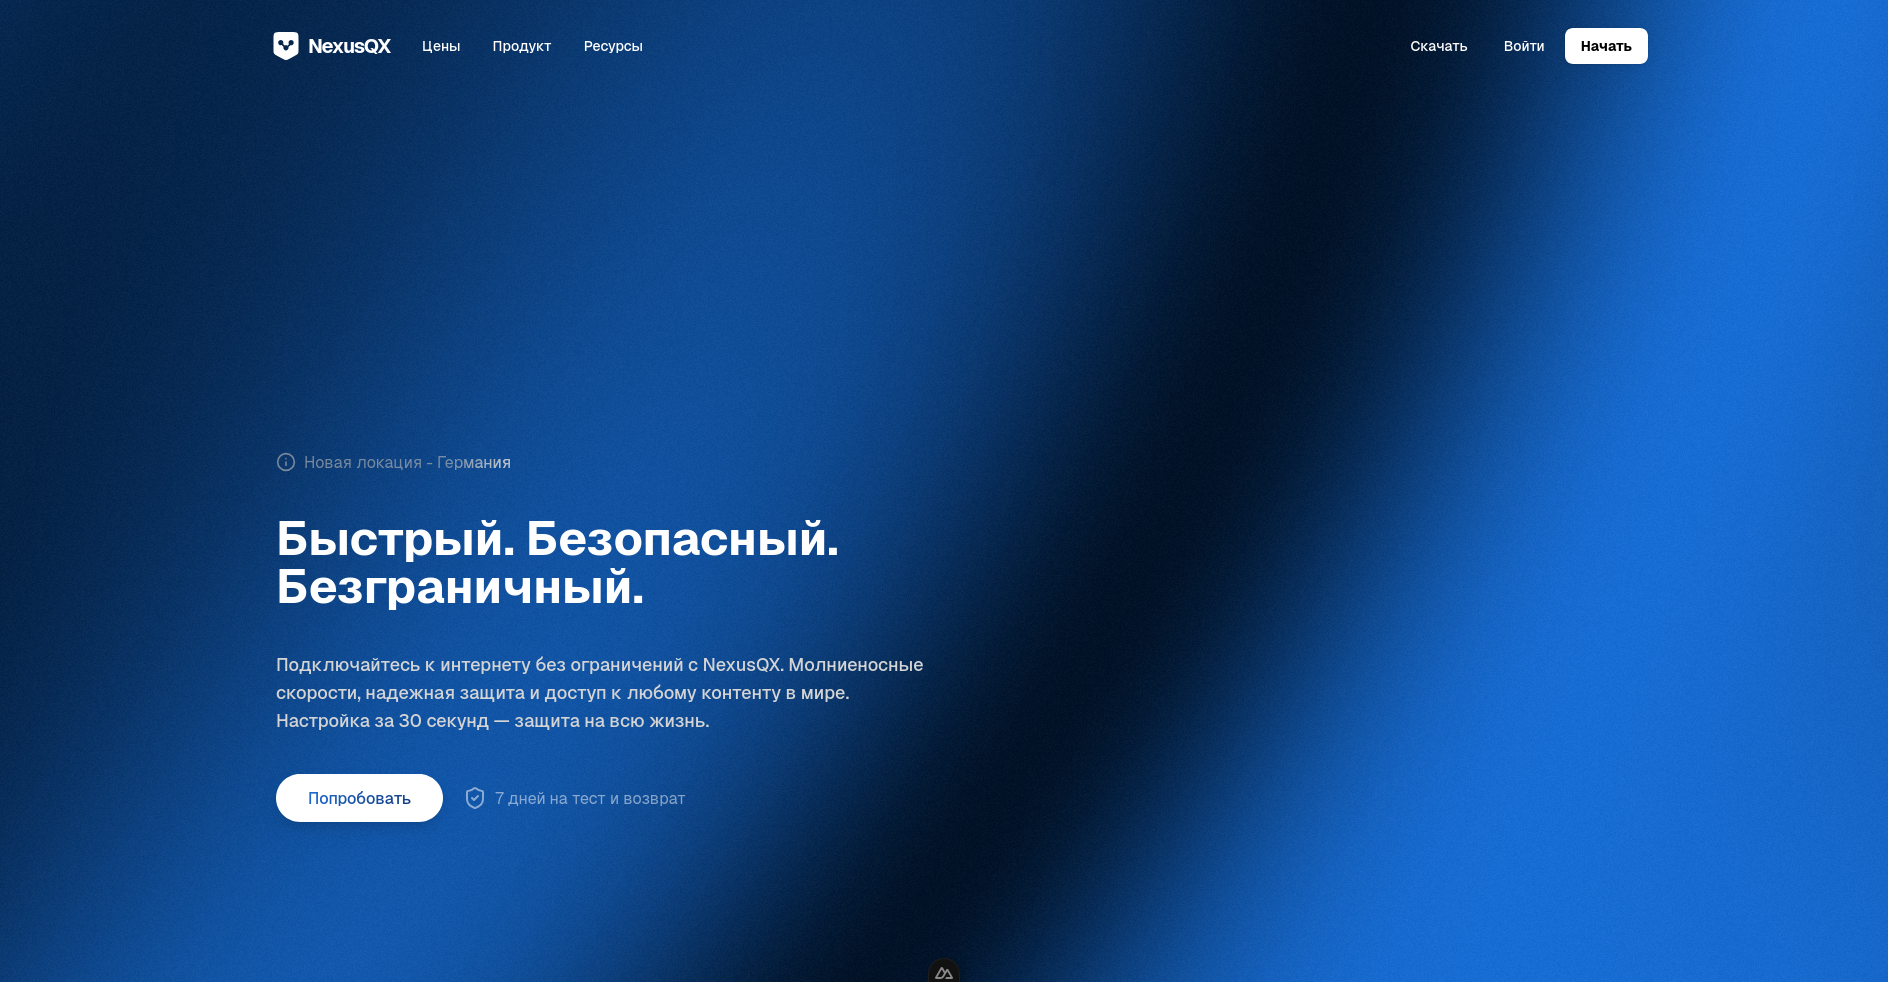 NexusQX
Цены
Продукт
Ресурсы
Скачать
Войти
Начать
Новая локация - Германия
Быстрый. Безопасный.
Безграничный.
Подключайтесь к интернету без ограничений с NexusQX. Молниеносные
скорости, надежная защита и доступ к любому контенту в мире.
Настройка за 30 секунд — защита на всю жизнь.
Попробовать
7 дней на тест и возврат